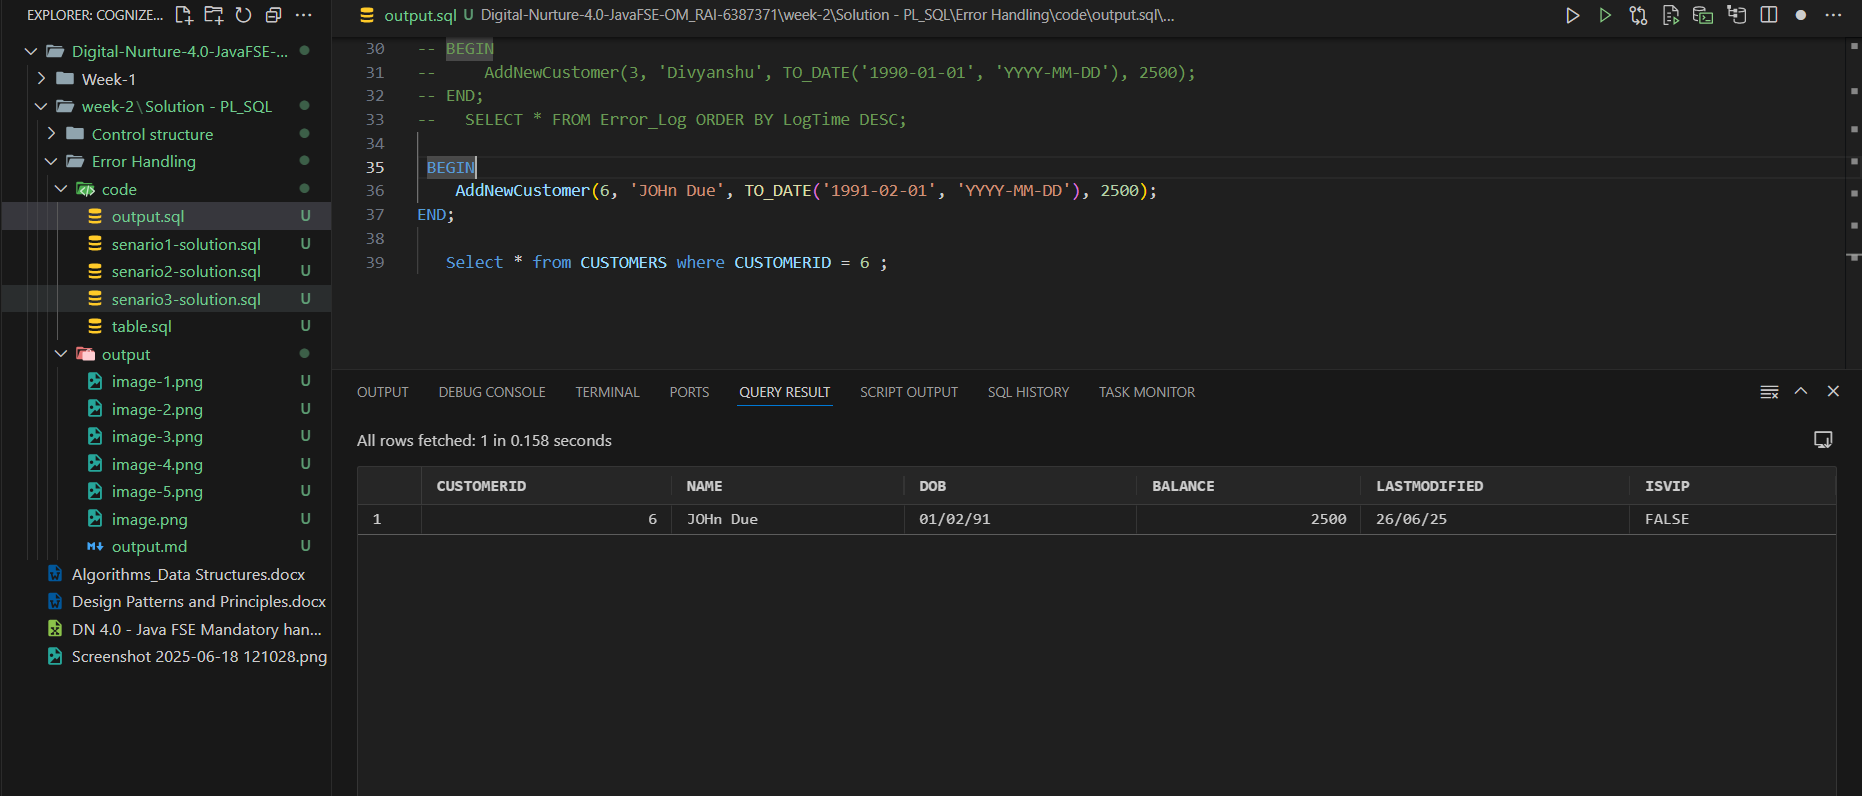 EXPLORER: COGNIZE...
Digital-Nurture-4.0-JavaFSE-...
Week-1
week-2\Solution - PL_SQL
Control structure
Error Handling
code
output.sql U
senario1-solution.sql U
senario2-solution.sql U
senario3-solution.sql U
table.sql U
output
image-1.png U
image-2.png U
image-3.png U
image-4.png U
image-5.png U
image.png U
output.md U
Algorithms_Data Structures.docx
Design Patterns and Principles.docx
DN 4.0 - Java FSE Mandatory han...
Screenshot 2025-06-18 121028.png
output.sql U Digital-Nurture-4.0-JavaFSE-OM_RAI-6387371\week-2\Solution - PL_SQL\Error Handling\code\output.sql\...
30 -- BEGIN
31 -- AddNewCustomer(3, 'Divyanshu', TO_DATE('1990-01-01', 'YYYY-MM-DD'), 2500);
32 -- END;
33 -- SELECT * FROM Error_Log ORDER BY LogTime DESC;
34
35 BEGIN
36 AddNewCustomer(6, 'JOHn Due', TO_DATE('1991-02-01', 'YYYY-MM-DD'), 2500);
37 END;
38
39 Select * from CUSTOMERS where CUSTOMERID = 6 ;
OUTPUT DEBUG CONSOLE TERMINAL PORTS QUERY RESULT SCRIPT OUTPUT SQL HISTORY TASK MONITOR
All rows fetched: 1 in 0.158 seconds
CUSTOMERID NAME DOB BALANCE LASTMODIFIED ISVIP
1 6 JOHn Due 01/02/91 2500 26/06/25 FALSE